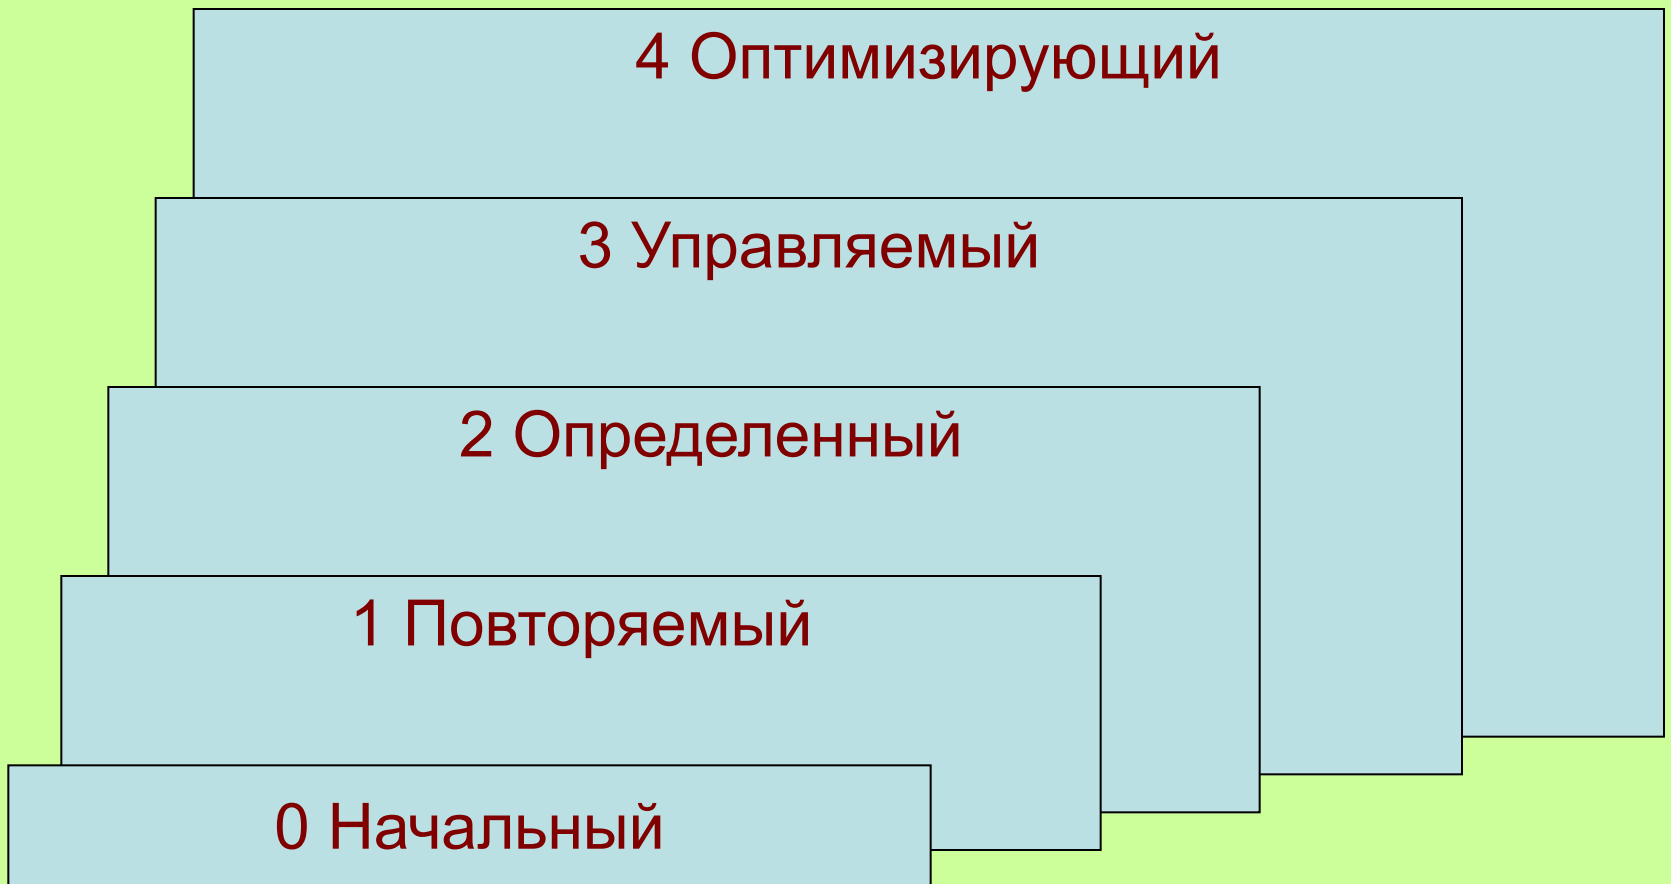 4 Оптимизирующий
3 Управляемый
2 Определенный
1 Повторяемый
0 Начальный